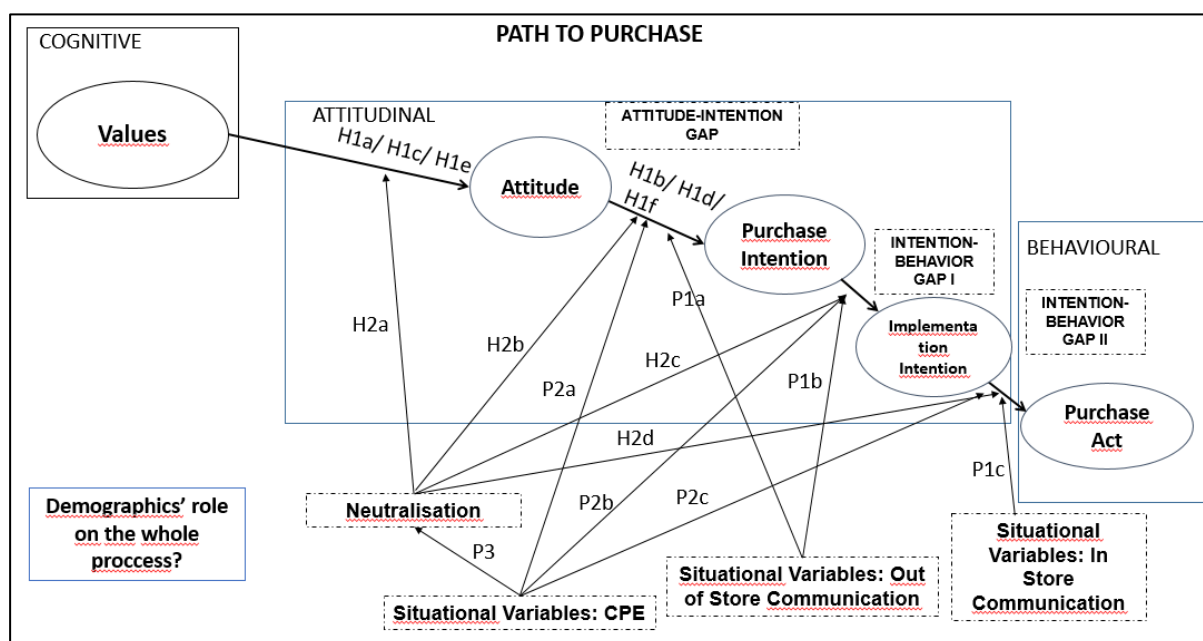 PATH TO PURCHASE
COGNITIVE
Values
ATTITUDINAL
ATTITUDE-INTENTION
GAP
H1a/ H1c/ H1e
Attitude
H1b/ H1d/
H1f
Purchase
Intention
INTENTION-
BEHAVIOR
GAP I
BEHAVIOURAL
INTENTION-
BEHAVIOR
GAP II
Implementa
tion
Intention
Purchase
Act
H2a
H2b
P2a
H2c
P1a
P1b
H2d
P2b
P2c
P1c
P3
Demographics’ role
on the whole
proccess?
Neutralisation
Situational Variables: CPE
Situational Variables: Out
of Store Communication
Situational
Variables: In
Store
Communication